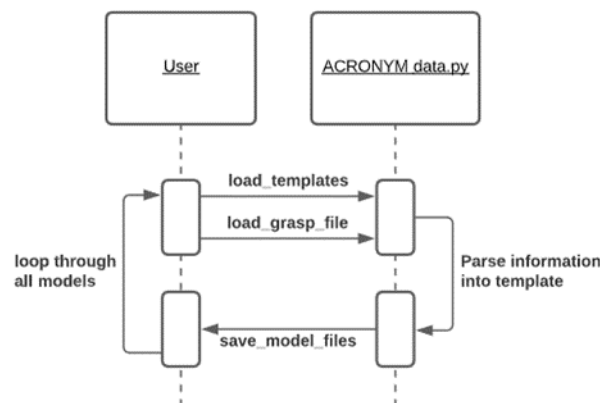 User
ACRONYM data.py
load_templates
load_grasp_file
loop through
all models
Parse information
into template
save_model_files